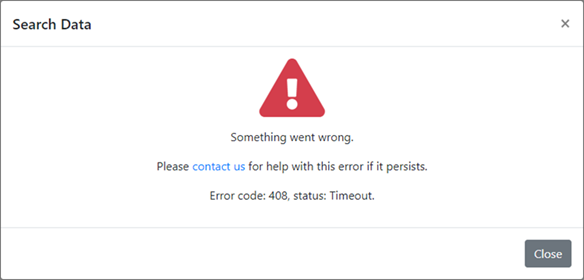 Search Data ×
Something went wrong.
Please contact us for help with this error if it persists.
Error code: 408, status: Timeout.
Close